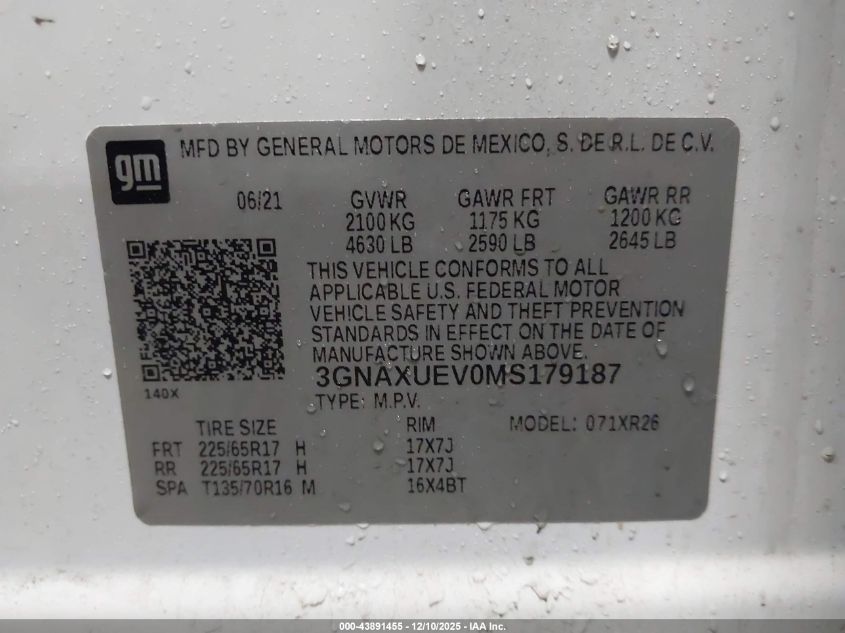 gm
MFD BY GENERAL MOTORS DE MEXICO, S. DE R.L. DE C.V.
06/21 GVWR GAWR FRT GAWR RR
2100 KG 1175 KG 1200 KG
4630 LB 2590 LB 2645 LB
THIS VEHICLE CONFORMS TO ALL
APPLICABLE U.S. FEDERAL MOTOR
VEHICLE SAFETY AND THEFT PREVENTION
STANDARDS IN EFFECT ON THE DATE OF
MANUFACTURE SHOWN ABOVE.
140X
3GNAXUEV0MS179187
TYPE: M.P.V.
TIRE SIZE RIM MODEL: 071XR26
FRT 225/65R17 H 17X7J
RR 225/65R17 H 17X7J
SPA T135/70R16 M 16X4BT
000-43891455 - 12/10/2025 - IAA Inc.